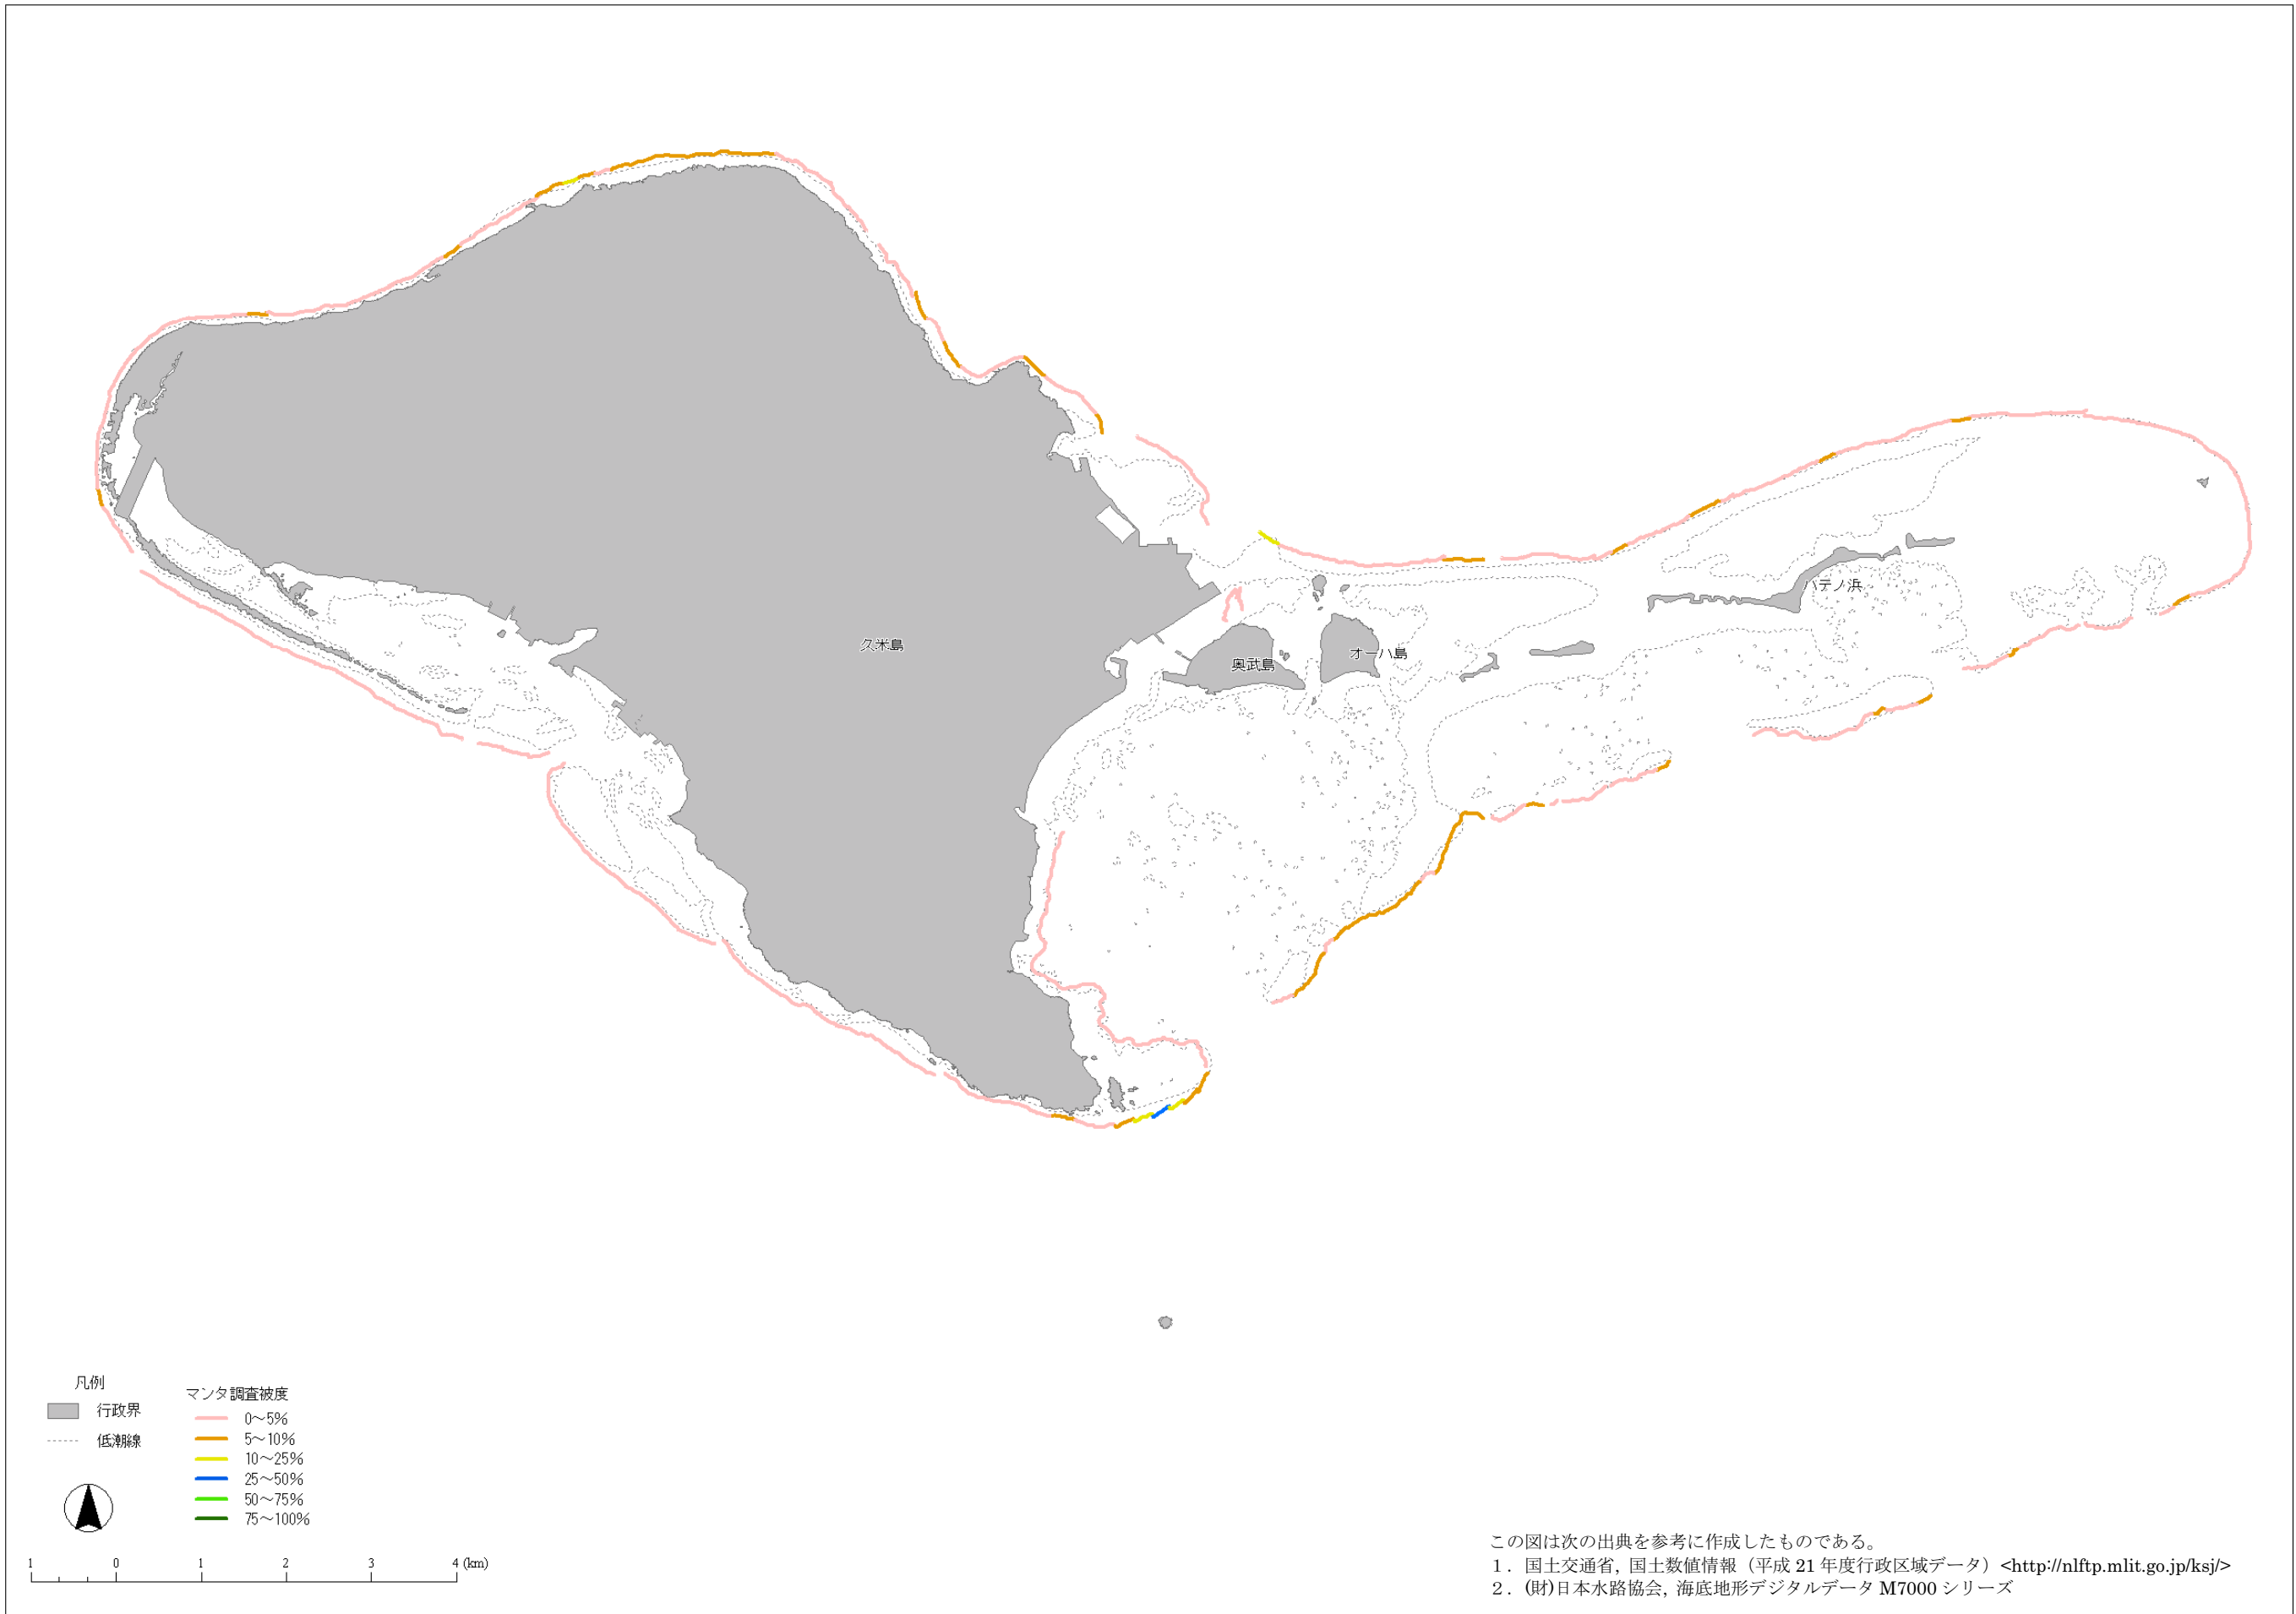 久米島
奥武島
オーハ島
ハテノ浜
凡例
行政界
低潮線
マンタ調査被度
0～5%
5～10%
10～25%
25～50%
50～75%
75～100%
1 0 1 2 3 4 (km)
この図は次の出典を参考に作成したものである。
１．国土交通省, 国土数値情報（平成 21 年度行政区域データ）<http://nlftp.mlit.go.jp/ksj/>
２．(財)日本水路協会, 海底地形デジタルデータ M7000 シリーズ